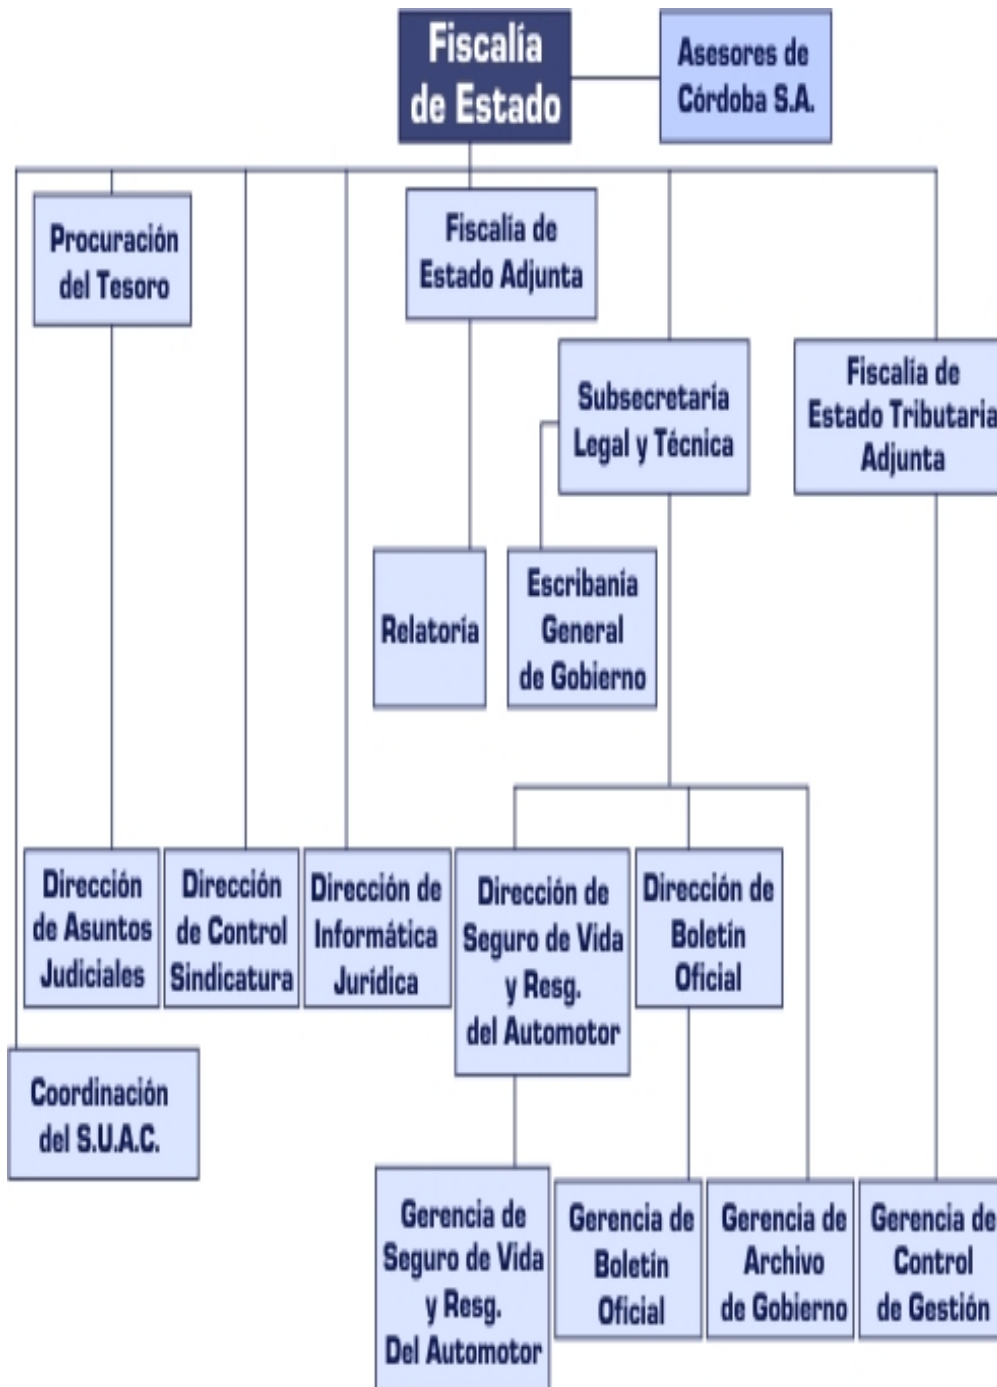 Fiscalía
de Estado
Asesores de
Córdoba S.A.
Procuración
del Tesoro
Fiscalía de
Estado Adjunta
Subsecretaría
Legal y Técnica
Fiscalía de
Estado Tributaria
Adjunta
Relatoría
Escribanía
General
de Gobierno
Dirección
de Asuntos
Judiciales
Dirección
de Control
Sindicatura
Dirección de
Informática
Jurídica
Dirección de
Seguro de Vida
y Resg.
del Automotor
Dirección de
Boletín
Oficial
Coordinación
del S.U.A.C.
Gerencia de
Seguro de Vida
y Resg.
Del Automotor
Gerencia de
Boletín
Oficial
Gerencia de
Archivo
de Gobierno
Gerencia de
Control
de Gestión